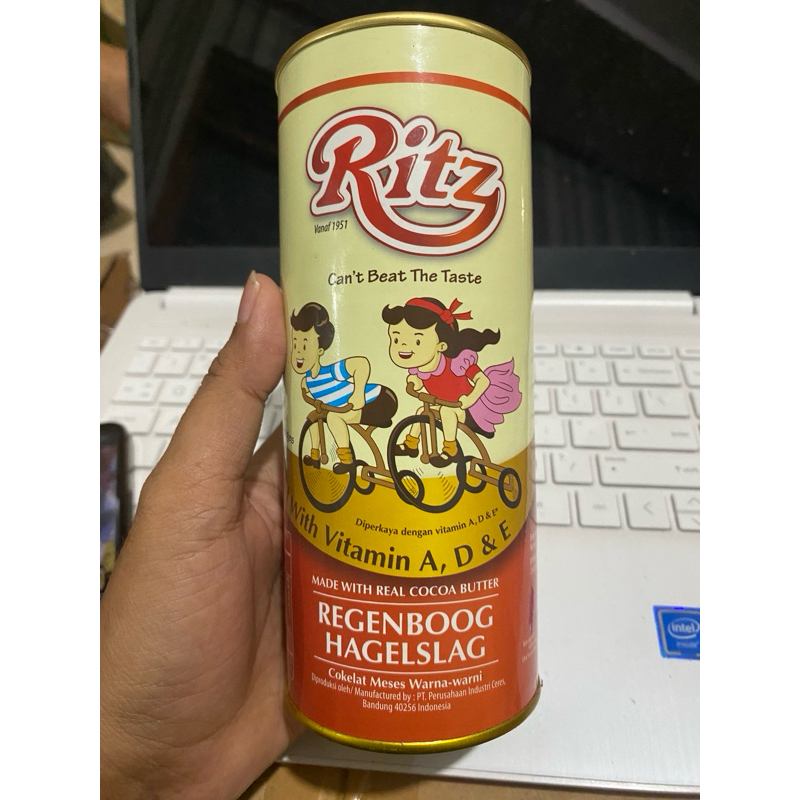 Ritz
Vanaf 1951
Can't Beat The Taste
Diperkaya dengan vitamin A, D & E*
With Vitamin A, D & E
MADE WITH REAL COCOA BUTTER
REGENBOOG
HAGELSLAG
Cokelat Meses Warna-warni
Diproduksi oleh/ Manufactured by : PT. Perusahaan Industri Ceres,
Bandung 40256 Indonesia
intel